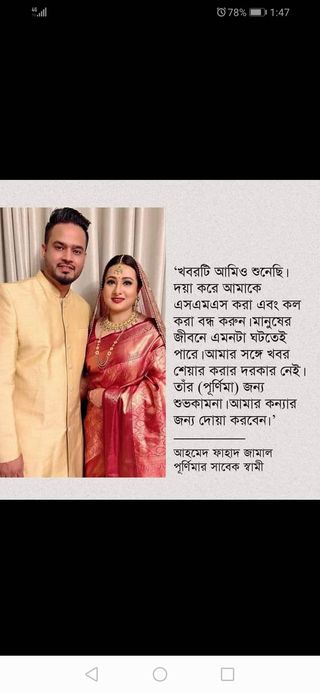 78% 1:47
‘খবরটি আমিও শুনেছি।
দয়া করে আমাকে
এসএমএস করা এবং কল
করা বন্ধ করুন।মানুষের
জীবনে এমনটা ঘটতেই
পারে।আমার সঙ্গে খবর
শেয়ার করার দরকার নেই।
তাঁর (পূর্ণিমা) জন্য
শুভকামনা।আমার কন্যার
জন্য দোয়া করবেন।’
আহমেদ ফাহাদ জামাল
পূর্ণিমার সাবেক স্বামী